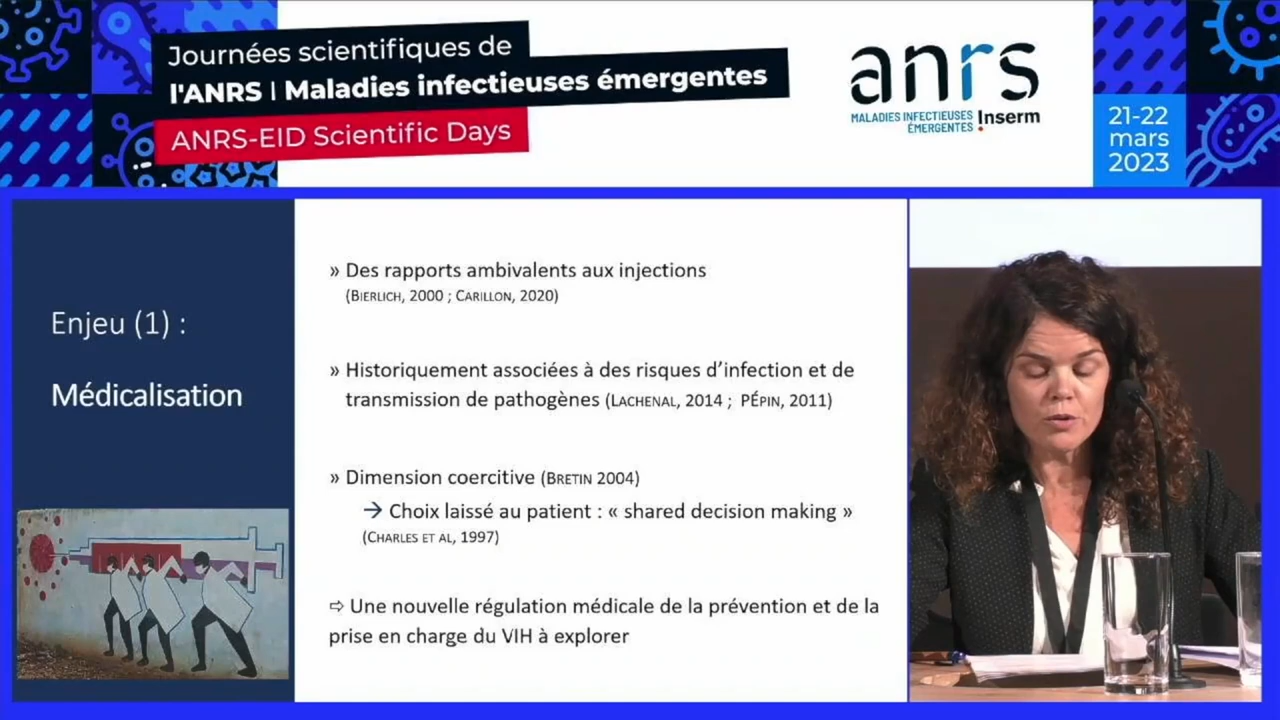 Journées scientifiques de
l'ANRS | Maladies infectieuses émergentes
ANRS-EID Scientific Days
anrs
MALADIES INFECTIEUSES
ÉMERGENTES Inserm
21-22
mars
2023
Enjeu (1) :
Médicalisation
» Des rapports ambivalents aux injections
(BIERLICH, 2000 ; CARILLON, 2020)
» Historiquement associées à des risques d’infection et de
transmission de pathogènes (LACHENAL, 2014 ; PÉPIN, 2011)
» Dimension coercitive (BRETIN 2004)
→ Choix laissé au patient : « shared decision making »
(CHARLES ET AL, 1997)
⇨ Une nouvelle régulation médicale de la prévention et de la
prise en charge du VIH à explorer